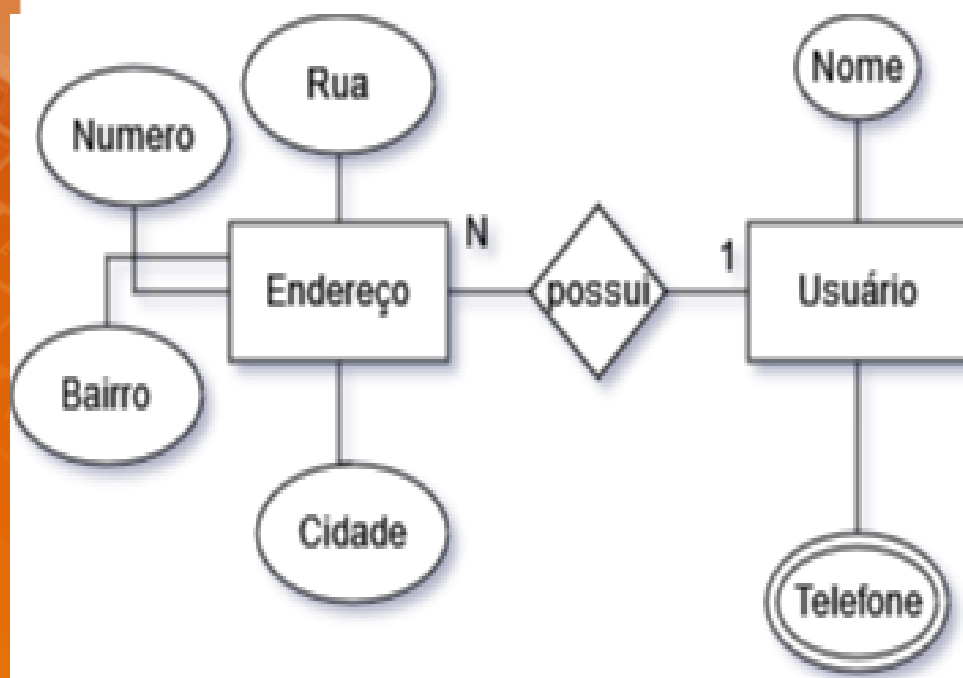 Rua
Nome
Numero
N
1
Endereço
possui
Usuário
Bairro
Cidade
Telefone